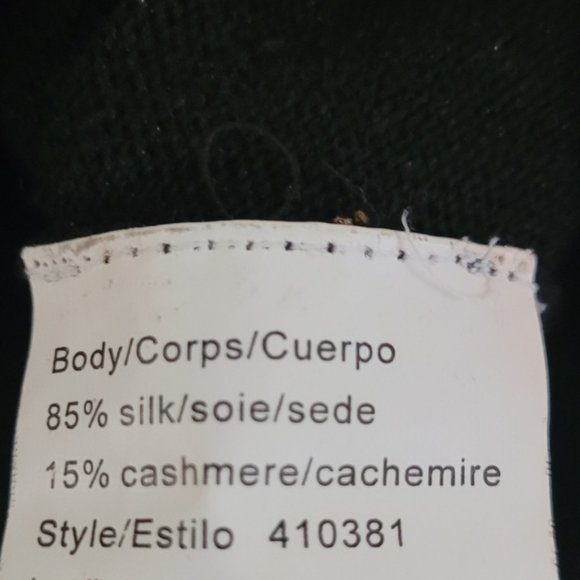 Body/Corps/Cuerpo
85% silk/soie/sede
15% cashmere/cachemire
Style/Estilo 410381